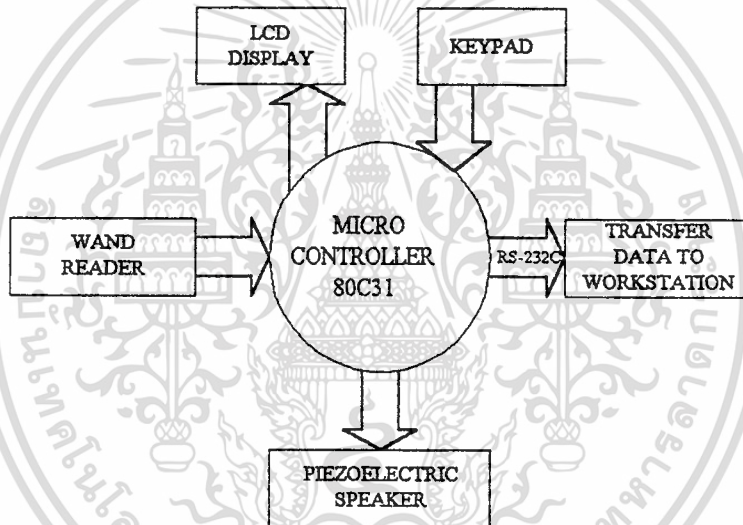 LCD
DISPLAY
KEYPAD
WAND
READER
MICRO
CONTROLLER
80C31
RS-232C
TRANSFER
DATA TO
WORKSTATION
PIEZOELECTRIC
SPEAKER